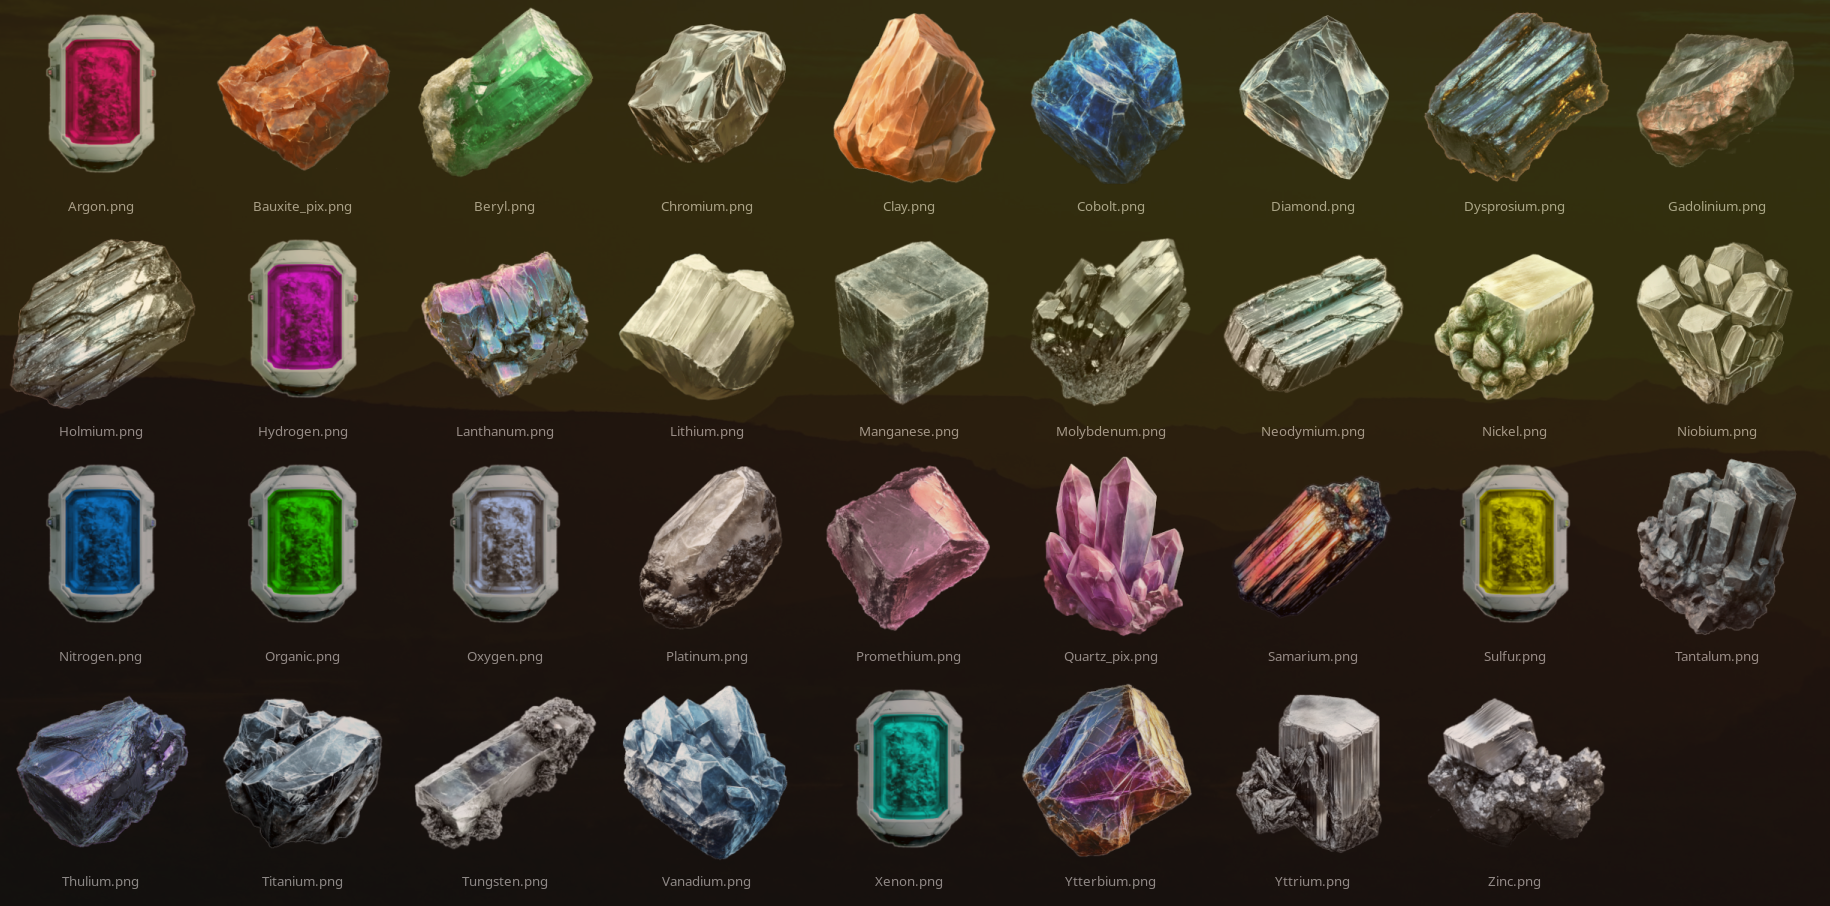 Argon.png
Bauxite_pix.png
Beryl.png
Chromium.png
Clay.png
Cobolt.png
Diamond.png
Dysprosium.png
Gadolinium.png
Holmium.png
Hydrogen.png
Lanthanum.png
Lithium.png
Manganese.png
Molybdenum.png
Neodymium.png
Nickel.png
Niobium.png
Nitrogen.png
Organic.png
Oxygen.png
Platinum.png
Promethium.png
Quartz_pix.png
Samarium.png
Sulfur.png
Tantalum.png
Thulium.png
Titanium.png
Tungsten.png
Vanadium.png
Xenon.png
Ytterbium.png
Yttrium.png
Zinc.png